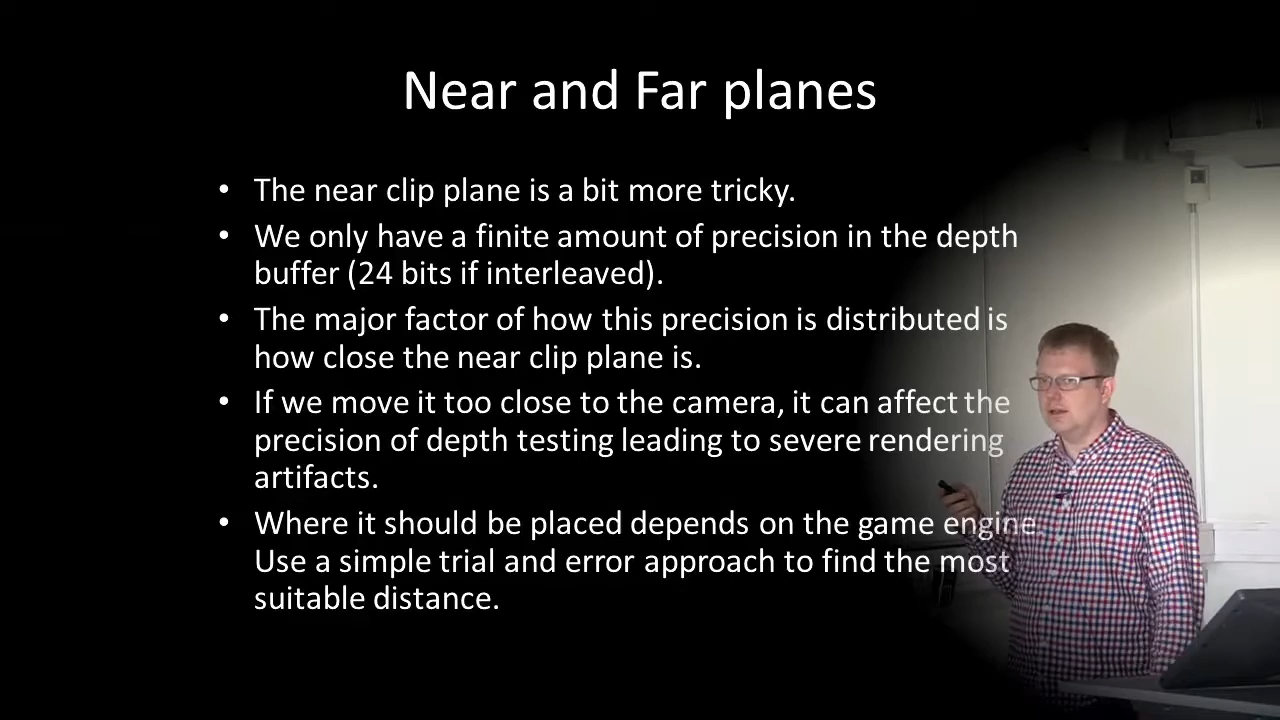 Near and Far planes
• The near clip plane is a bit more tricky.
• We only have a finite amount of precision in the depth
buffer (24 bits if interleaved).
• The major factor of how this precision is distributed is
how close the near clip plane is.
• If we move it too close to the camera, it can affect the
precision of depth testing leading to severe rendering
artifacts.
• Where it should be placed depends on the game engine.
Use a simple trial and error approach to find the most
suitable distance.